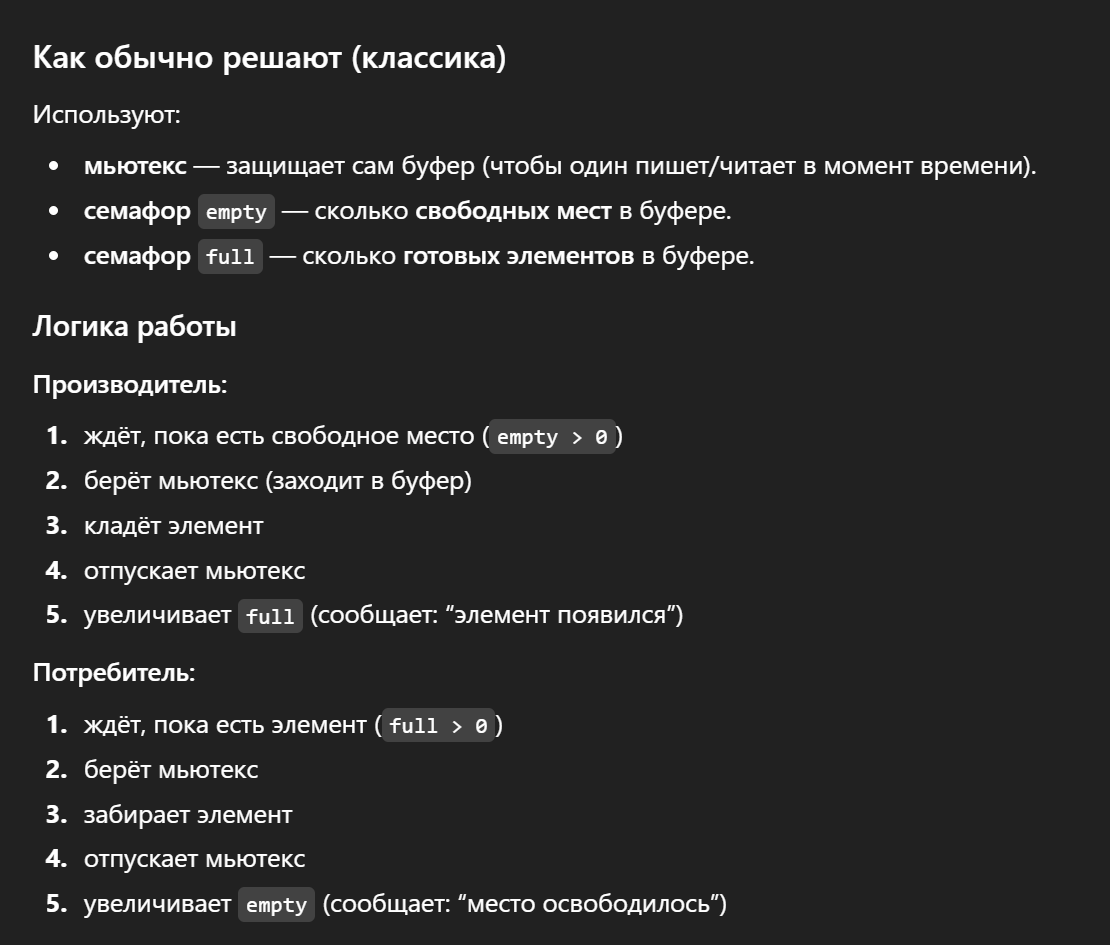 Как обычно решают (классика)
Используют:
• мьютекс — защищает сам буфер (чтобы один пишет/читает в момент времени).
• семафор empty — сколько свободных мест в буфере.
• семафор full — сколько готовых элементов в буфере.
Логика работы
Производитель:
1. ждёт, пока есть свободное место (empty > 0)
2. берёт мьютекс (заходит в буфер)
3. кладёт элемент
4. отпускает мьютекс
5. увеличивает full (сообщает: “элемент появился”)
Потребитель:
1. ждёт, пока есть элемент (full > 0)
2. берёт мьютекс
3. забирает элемент
4. отпускает мьютекс
5. увеличивает empty (сообщает: “место освободилось”)